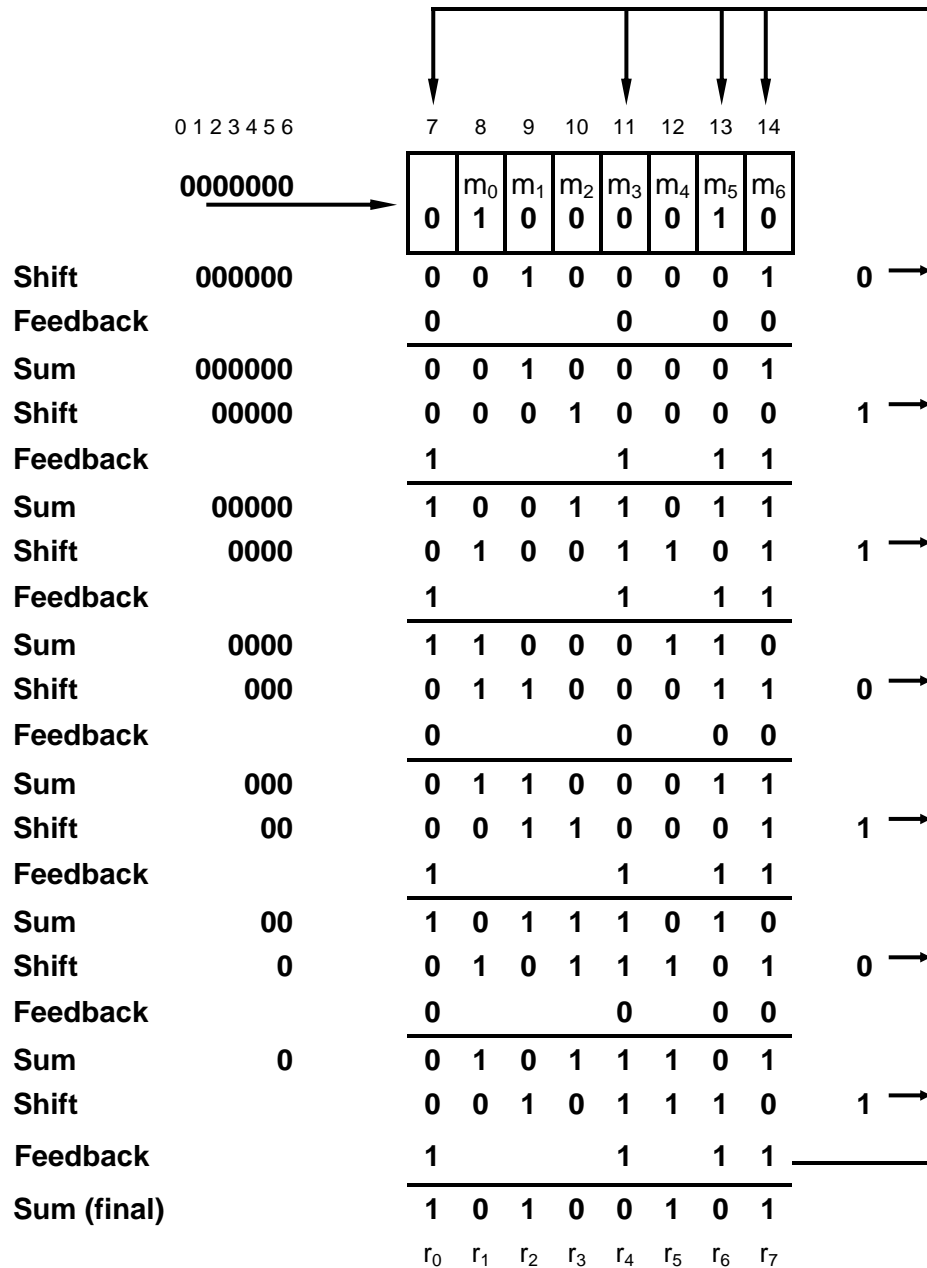 0 1 2 3 4 5 6 7 8 9 10 11 12 13 14
0000000 m₀ m₁ m₂ m₃ m₄ m₅ m₆
0 1 0 0 0 0 1 0
Shift 000000 0 0 1 0 0 0 0 1 0
Feedback 0 0 0 0
Sum 000000 0 0 1 0 0 0 0 1
Shift 00000 0 0 0 1 0 0 0 0 1
Feedback 1 1 1 1
Sum 00000 1 0 0 1 1 0 1 1
Shift 0000 0 1 0 0 1 1 0 1 1
Feedback 1 1 1 1
Sum 0000 1 1 0 0 0 1 1 0
Shift 000 0 1 1 0 0 0 1 1 0
Feedback 0 0 0 0
Sum 000 0 1 1 0 0 0 1 1
Shift 00 0 0 1 1 0 0 0 1 1
Feedback 1 1 1 1
Sum 00 1 0 1 1 1 0 1 0
Shift 0 0 1 0 1 1 1 0 1 0
Feedback 0 0 0 0
Sum 0 0 1 0 1 1 1 0 1
Shift 0 0 1 0 1 1 1 0 1
Feedback 1 1 1 1
Sum (final) 1 0 1 0 0 1 0 1
r₀ r₁ r₂ r₃ r₄ r₅ r₆ r₇